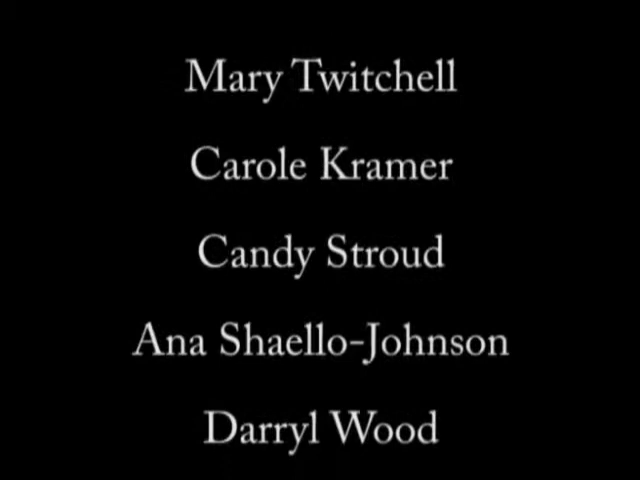 Mary Twitchell
Carole Kramer
Candy Stroud
Ana Shaello-Johnson
Darryl Wood